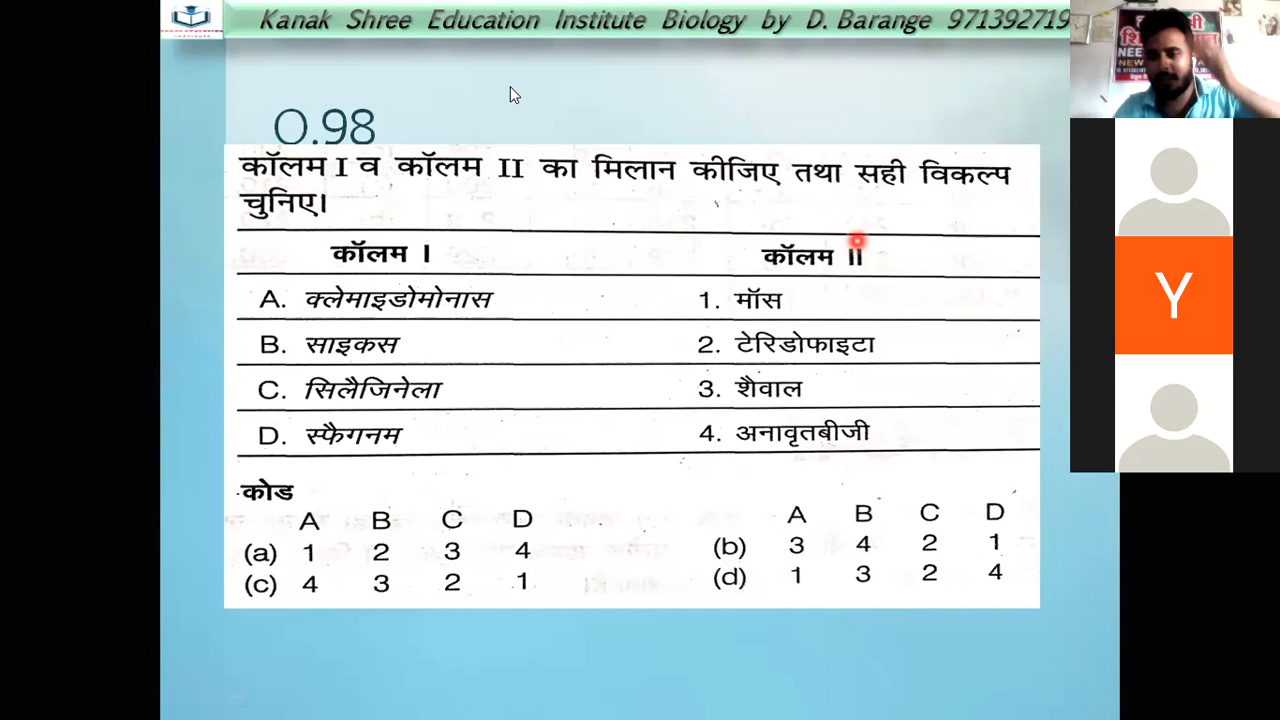 Kanak Shree Education Institute Biology by D. Barange 971392719
Q.98
कॉलम I व कॉलम II का मिलान कीजिए तथा सही विकल्प
चुनिए।
कॉलम I कॉलम II
A. क्लेमाइडोमोनास 1. मॉस
B. साइकस 2. टेरिडोफाइटा
C. सिलैजिनेला 3. शैवाल
D. स्फैगनम 4. अनावृतबीजी
कोड
A B C D A B C D
(a) 1 2 3 4 (b) 3 4 2 1
(c) 4 3 2 1 (d) 1 3 2 4
Y